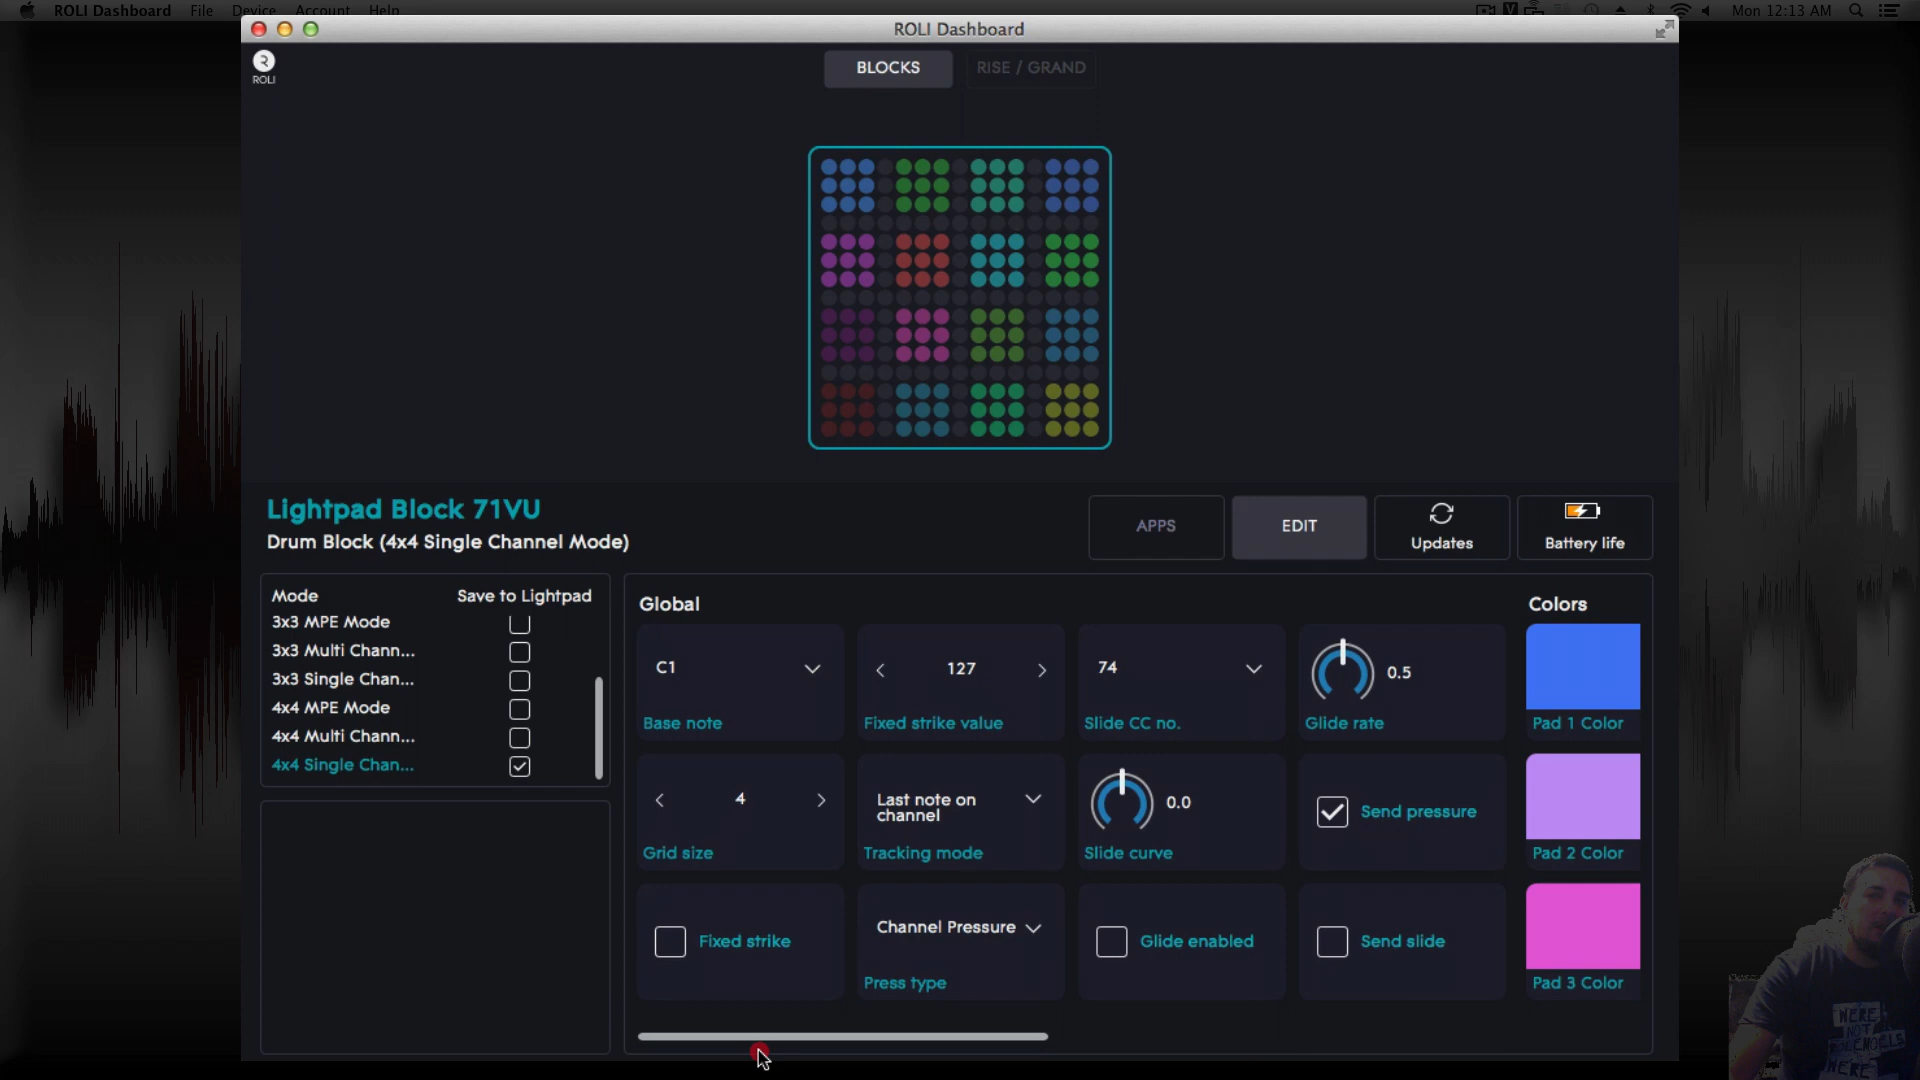 ROLI Dashboard File Device Account Help
Mon 12:13 AM
ROLI Dashboard
ROLI
BLOCKS
RISE / GRAND
Lightpad Block 71VU
Drum Block (4x4 Single Channel Mode)
APPS
EDIT
Updates
Battery life
Mode
Save to Lightpad
3x3 MPE Mode
3x3 Multi Chann...
3x3 Single Chan...
4x4 MPE Mode
4x4 Multi Chann...
4x4 Single Chan...
Global
C1
Base note
127
Fixed strike value
74
Slide CC no.
0.5
Glide rate
4
Grid size
Last note on
channel
Tracking mode
0.0
Slide curve
Send pressure
Fixed strike
Channel Pressure
Press type
Glide enabled
Send slide
Colors
Pad 1 Color
Pad 2 Color
Pad 3 Color
WERE
NOT
WERE